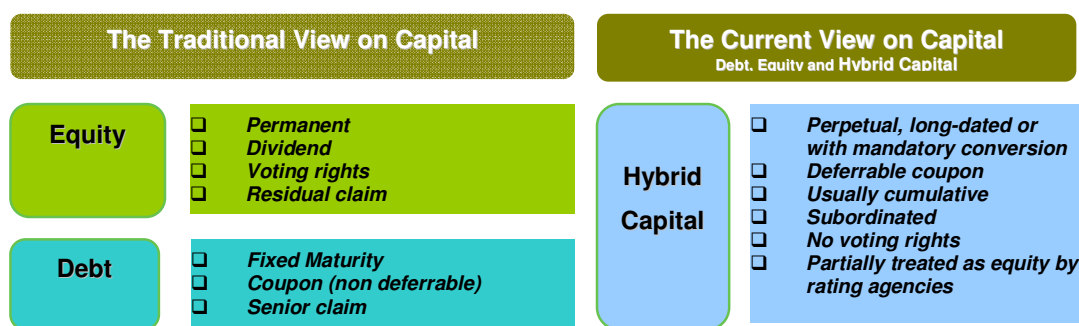 The Traditional View on Capital
Equity
❑ Permanent
❑ Dividend
❑ Voting rights
❑ Residual claim
Debt
❑ Fixed Maturity
❑ Coupon (non deferrable)
❑ Senior claim
The Current View on Capital
Debt, Equity and Hybrid Capital
Hybrid
Capital
❑ Perpetual, long-dated or
with mandatory conversion
❑ Deferrable coupon
❑ Usually cumulative
❑ Subordinated
❑ No voting rights
❑ Partially treated as equity by
rating agencies